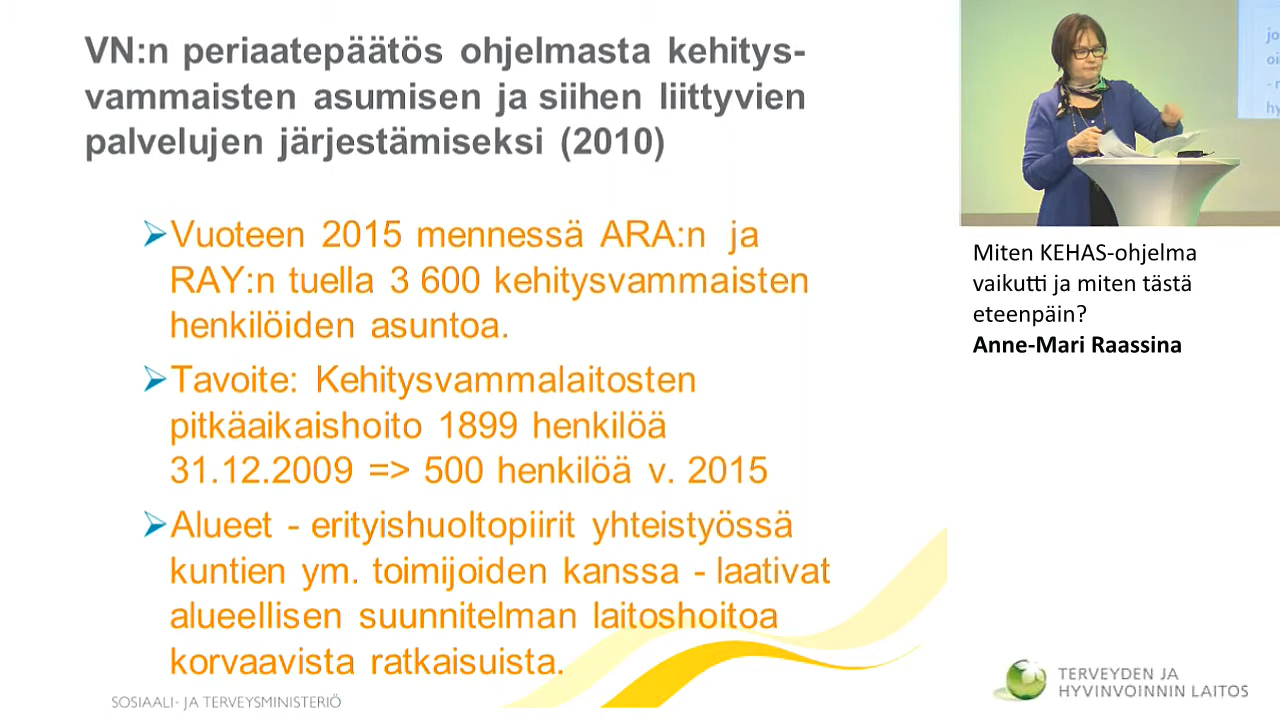 VN:n periaatepäätös ohjelmasta kehitys-
vammaisten asumisen ja siihen liittyvien
palvelujen järjestämiseksi (2010)
Vuoteen 2015 mennessä ARA:n ja
RAY:n tuella 3 600 kehitysvammaisten
henkilöiden asuntoa.
Tavoite: Kehitysvammalaitosten
pitkäaikaishoito 1899 henkilöä
31.12.2009 => 500 henkilöä v. 2015
Alueet - erityishuoltopiirit yhteistyössä
kuntien ym. toimijoiden kanssa - laativat
alueellisen suunnitelman laitoshoitoa
korvaavista ratkaisuista.
SOSIAALI- JA TERVEYSMINISTERIÖ
jo
oi
hy
Miten KEHAS-ohjelma
vaikutti ja miten tästä
eteenpäin?
Anne-Mari Raassina
TERVEYDEN JA
HYVINVOINNIN LAITOS